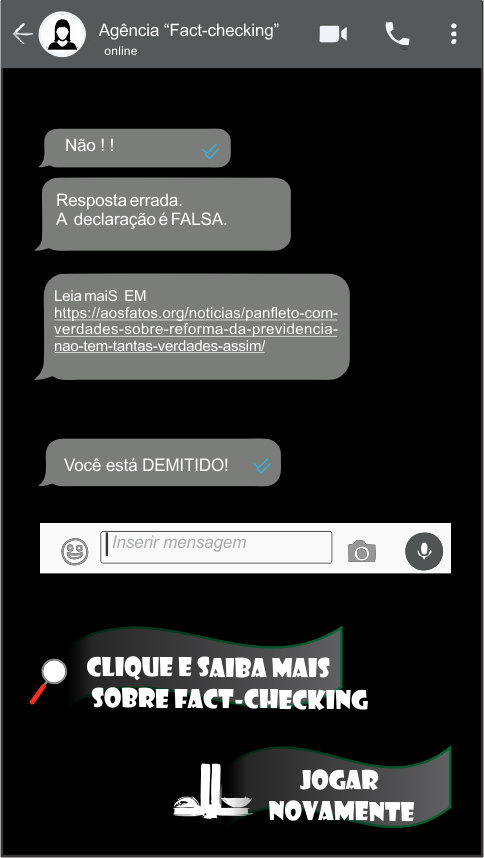 Agência “Fact-checking”
online
Não ! !
Resposta errada.
A declaração é FALSA.
Leia maiS EM
https://aosfatos.org/noticias/panfleto-com-
verdades-sobre-reforma-da-previdencia-
nao-tem-tantas-verdades-assim/
Você está DEMITIDO!
Inserir mensagem
CLIQUE E SAIBA MAIS
SOBRE FACT-CHECKING
JOGAR
NOVAMENTE